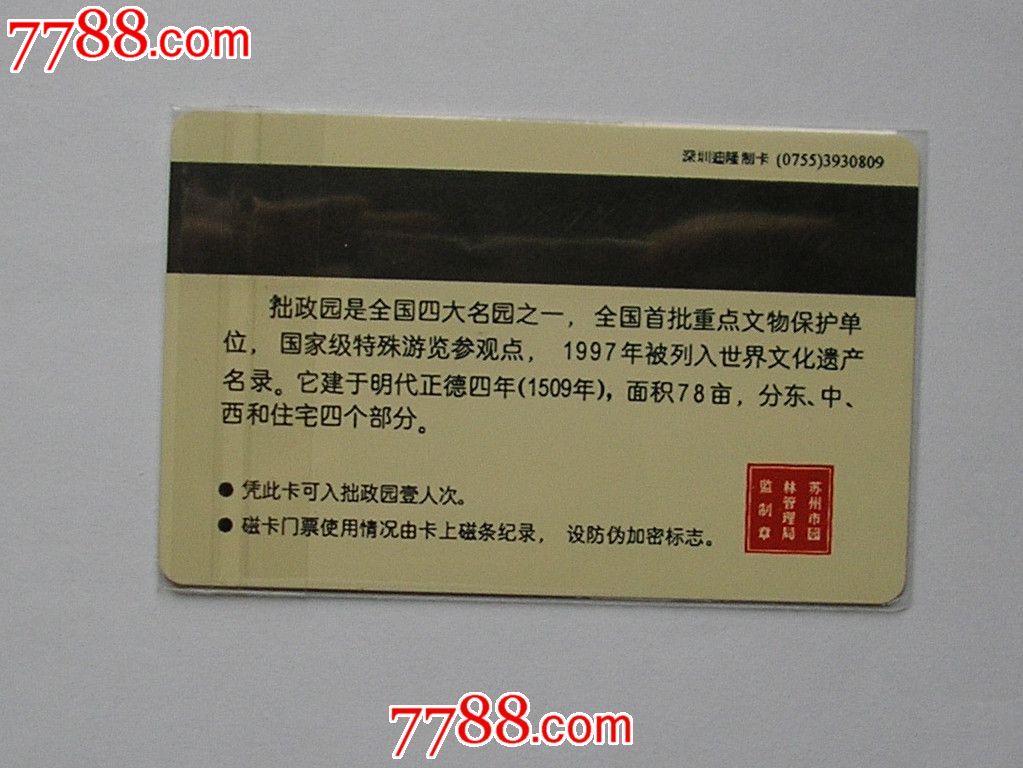 7788.com
深圳迪隆制卡 (0755)3930809
拙政园是全国四大名园之一，全国首批重点文物保护单
位，国家级特殊游览参观点，1997年被列入世界文化遗产
名录。它建于明代正德四年(1509年)，面积78亩，分东、中、
西和住宅四个部分。
● 凭此卡可入拙政园壹人次。
● 磁卡门票使用情况由卡上磁条纪录，设防伪加密标志。
苏州市园
林管理局
监制章
7788.com